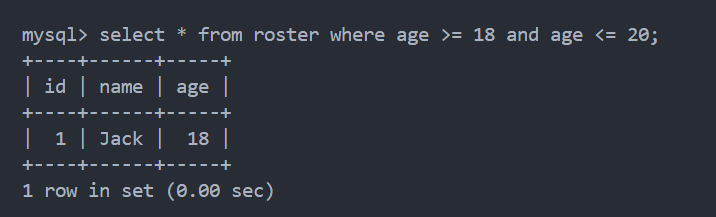 mysql> select * from roster where age >= 18 and age <= 20;
+----+------+-----+
| id | name | age |
+----+------+-----+
|  1 | Jack |  18 |
+----+------+-----+
1 row in set (0.00 sec)